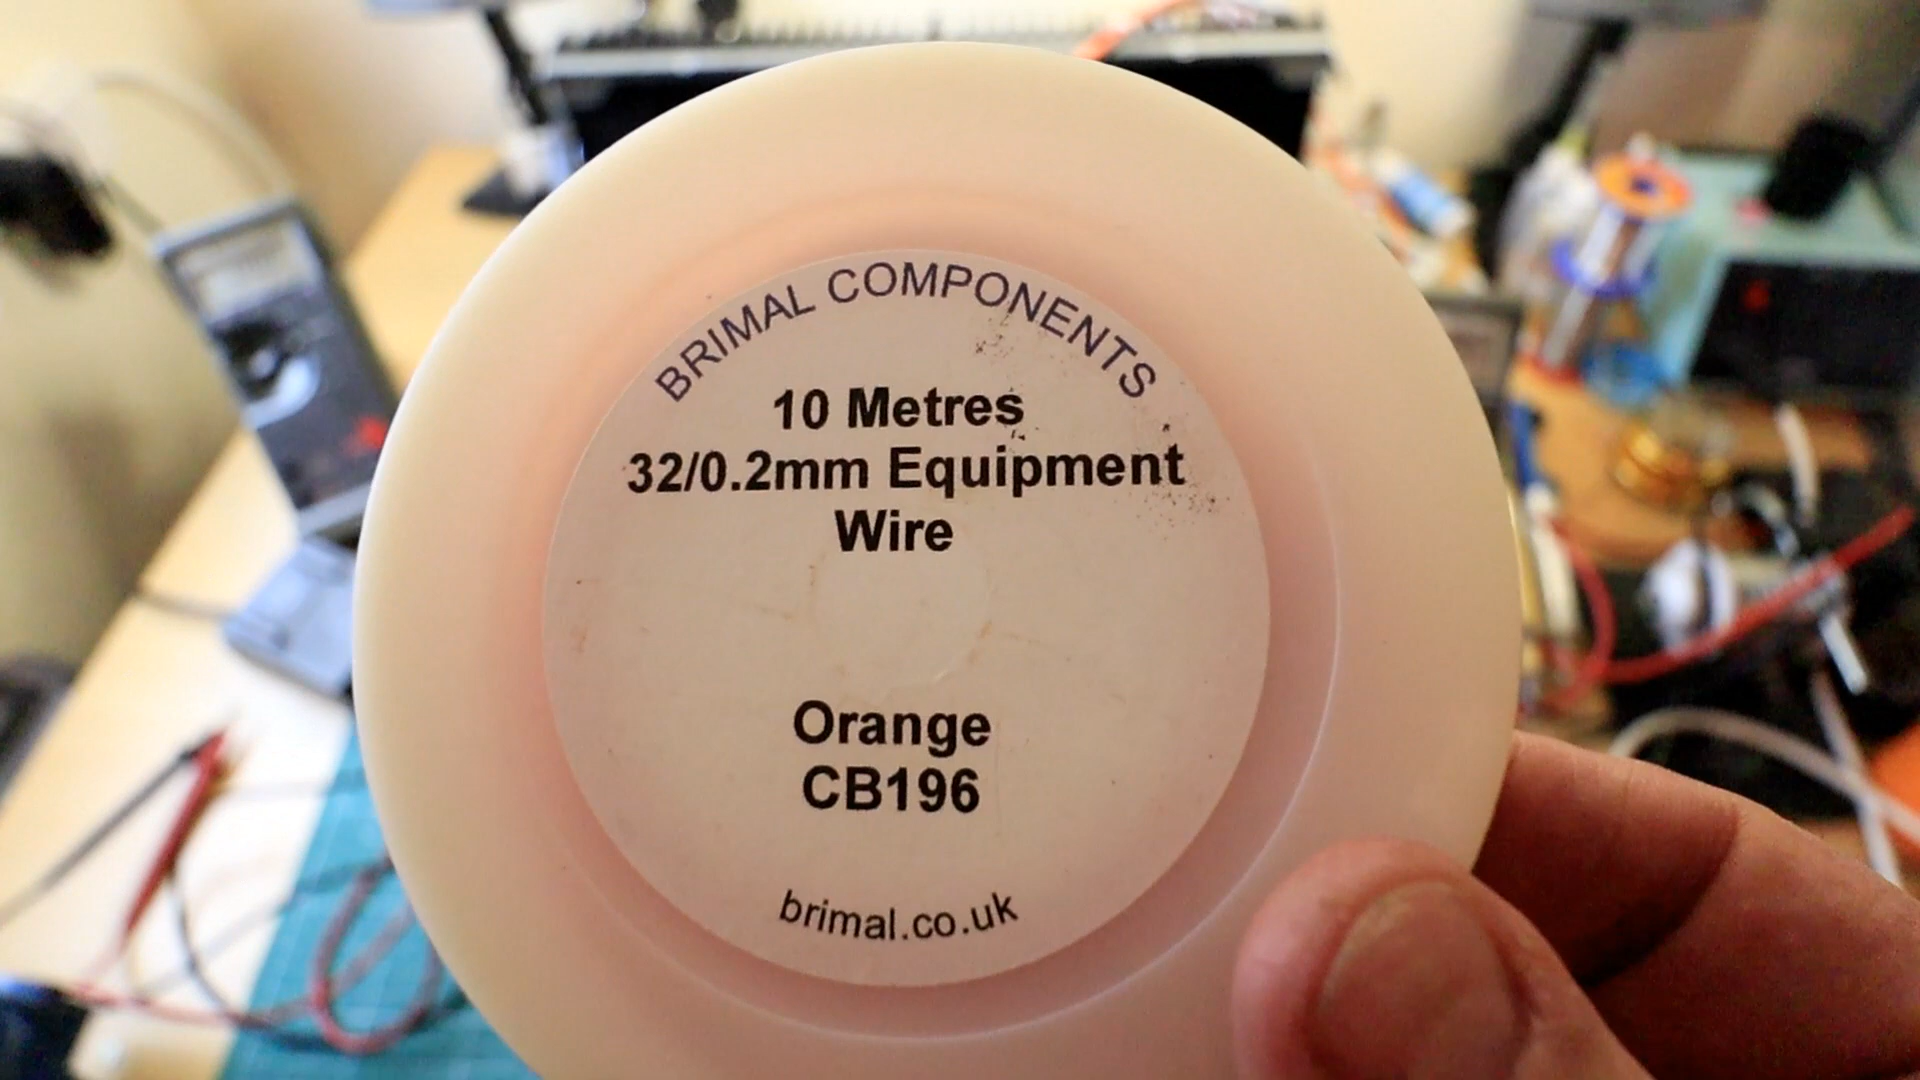 BRIMAL COMPONENTS
10 Metres
32/0.2mm Equipment
Wire
Orange
CB196
brimal.co.uk